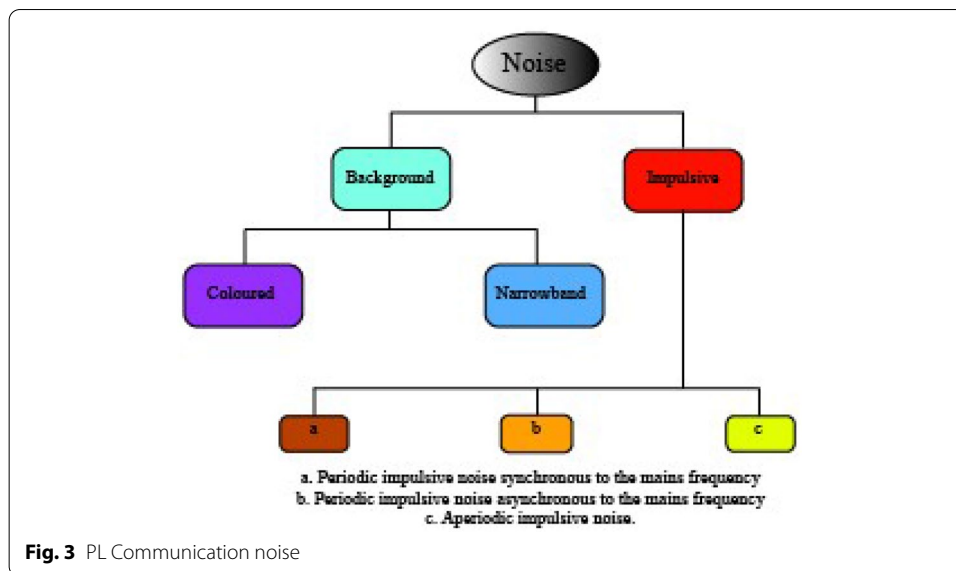 Noise
Background
Impulsive
Coloured
Narrowband
a
b
c
a. Periodic impulsive noise synchronous to the mains frequency
b. Periodic impulsive noise asynchronous to the mains frequency
c. Aperiodic impulsive noise.
Fig. 3 PL Communication noise